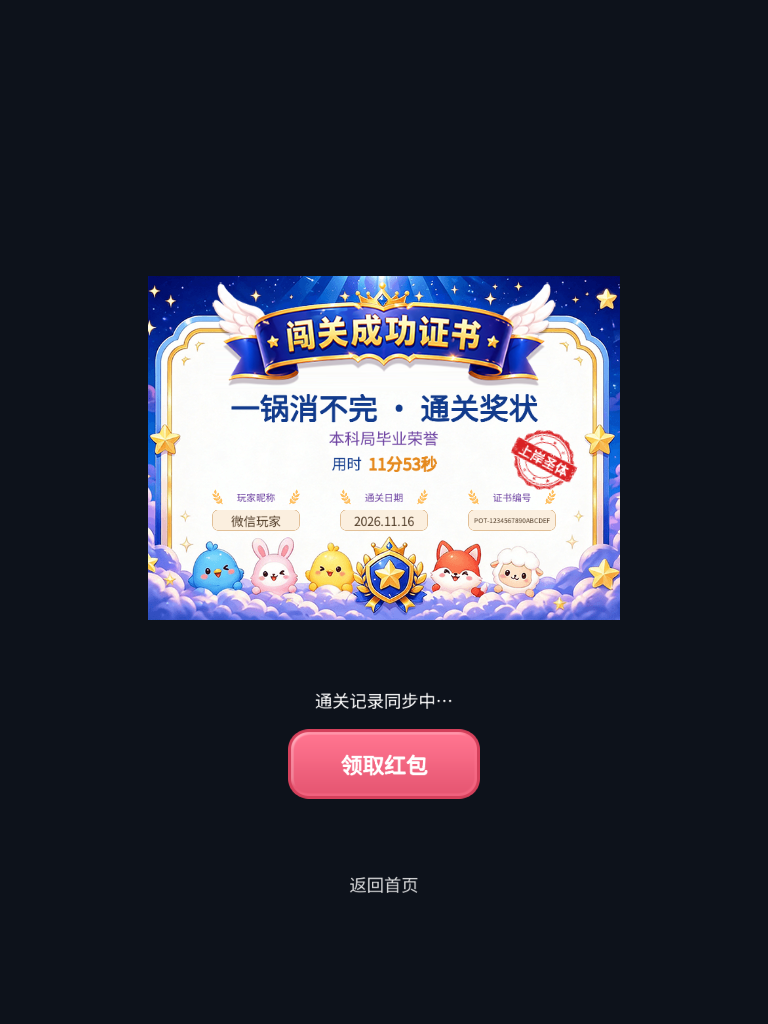 闯关成功证书
一锅消不完 · 通关奖状
本科局毕业荣誉
用时 11分53秒
上岸圣体
玩家昵称 通关日期 证书编号
微信玩家 2026.11.16 POT-1234567890ABCDEF
通关记录同步中···
领取红包
返回首页